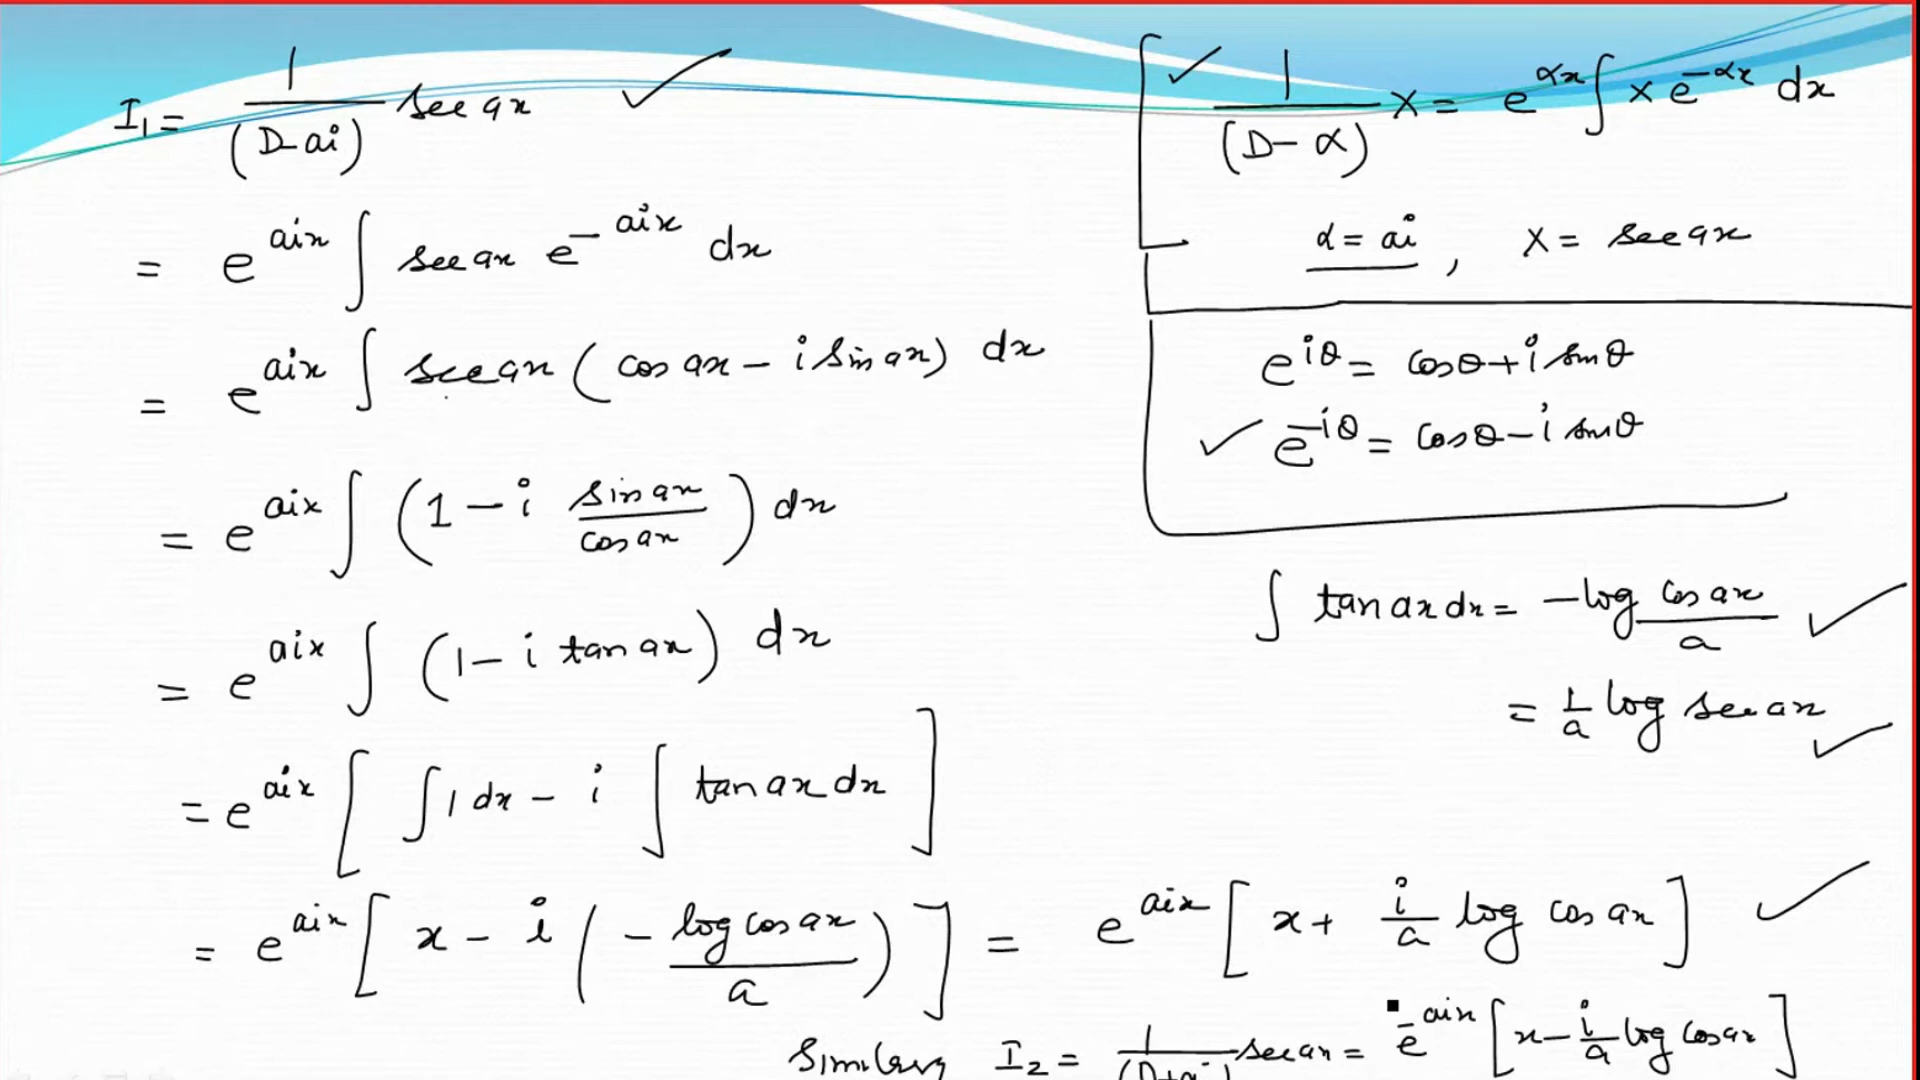 I₁ = 1/(D-ai) sec ax
= e^{aix} ∫ sec ax e^{-aix} dx
= e^{aix} ∫ sec ax (cos ax - i sin ax) dx
= e^{aix} ∫ (1 - i sin ax/cos ax) dx
= e^{aix} ∫ (1 - i tan ax) dx
= e^{aix} [∫ 1 dx - i ∫ tan ax dx]
= e^{aix} [x - i (- log cos ax/a)] = e^{aix} [x + i/a log cos ax]
Similarly I₂ = 1/(D+ai) sec ax = e^{-aix} [x - i/a log cos ax]
1/(D-α) X = e^{αx} ∫ X e^{-αx} dx
α = ai, X = sec ax
e^{iθ} = cosθ + i sinθ
e^{-iθ} = cosθ - i sinθ
∫ tan ax dx = -log cos ax/a
= 1/a log sec ax